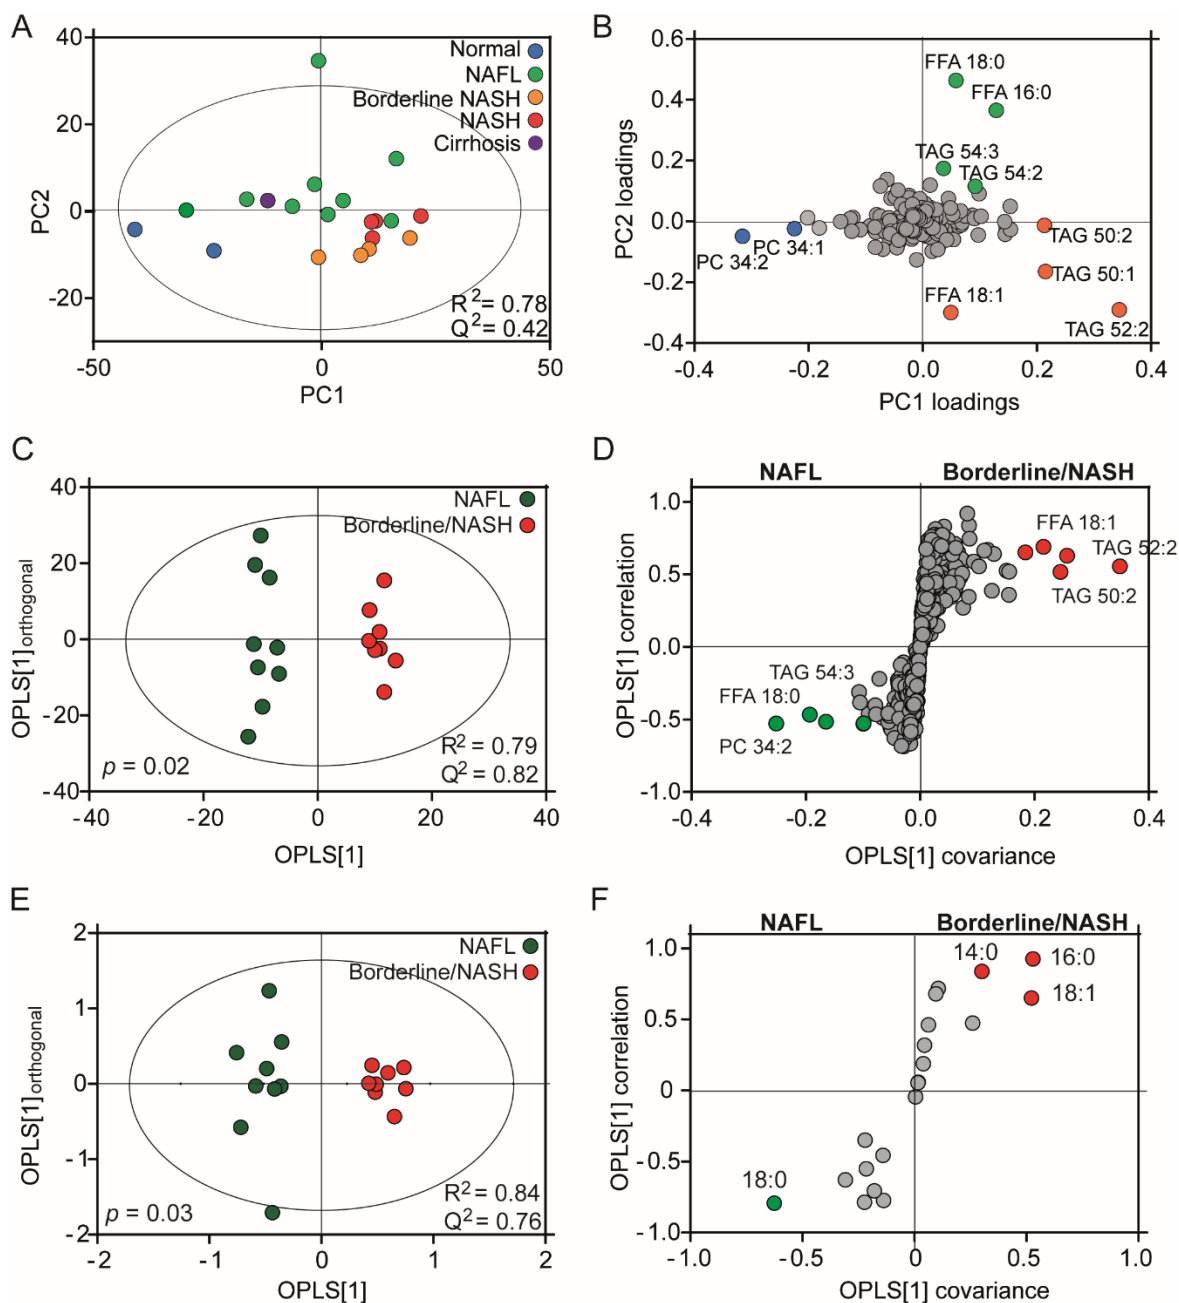 A
40
20
0
-20
-50
0
50
PC2
PC1
Normal
NAFL
Borderline NASH
NASH
Cirrhosis
R²= 0.78
Q²= 0.42
B
0.6
0.4
0.2
0.0
-0.2
-0.4
-0.4
-0.2
0.0
0.2
0.4
PC2 loadings
PC1 loadings
FFA 18:0
FFA 16:0
TAG 54:3
TAG 54:2
PC 34:1
PC 34:2
TAG 50:2
TAG 50:1
FFA 18:1
TAG 52:2
C
40
20
0
-20
-40
-40
-20
0
20
40
OPLS[1] orthogonal
OPLS[1]
NAFL
Borderline/NASH
p = 0.02
R² = 0.79
Q² = 0.82
D
NAFL
Borderline/NASH
1.0
0.5
0.0
-0.5
-1.0
-0.4
-0.2
0.0
0.2
0.4
OPLS[1] correlation
OPLS[1] covariance
FFA 18:1
TAG 52:2
TAG 50:2
TAG 54:3
FFA 18:0
PC 34:2
E
2
1
0
-1
-2
-2
-1
0
1
2
OPLS[1] orthogonal
OPLS[1]
NAFL
Borderline/NASH
p = 0.03
R² = 0.84
Q² = 0.76
F
NAFL
Borderline/NASH
1.0
0.5
0
-0.5
-1.0
-1.0
-0.5
0
0.5
1.0
OPLS[1] correlation
OPLS[1] covariance
14:0
16:0
18:1
18:0